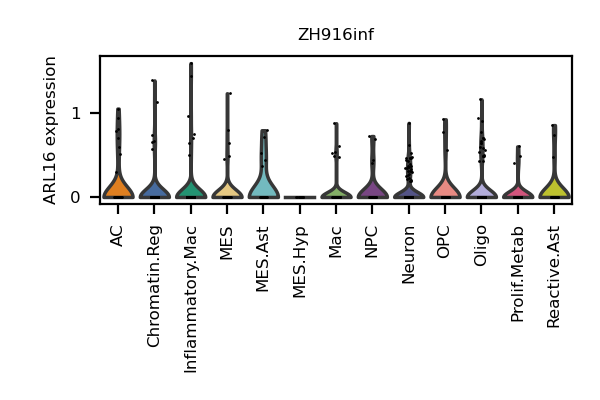 ZH916inf
ARL16 expression
1
0
AC
Chromatin.Reg
Inflammatory.Mac
MES
MES.Ast
MES.Hyp
Mac
NPC
Neuron
OPC
Oligo
Prolif.Metab
Reactive.Ast